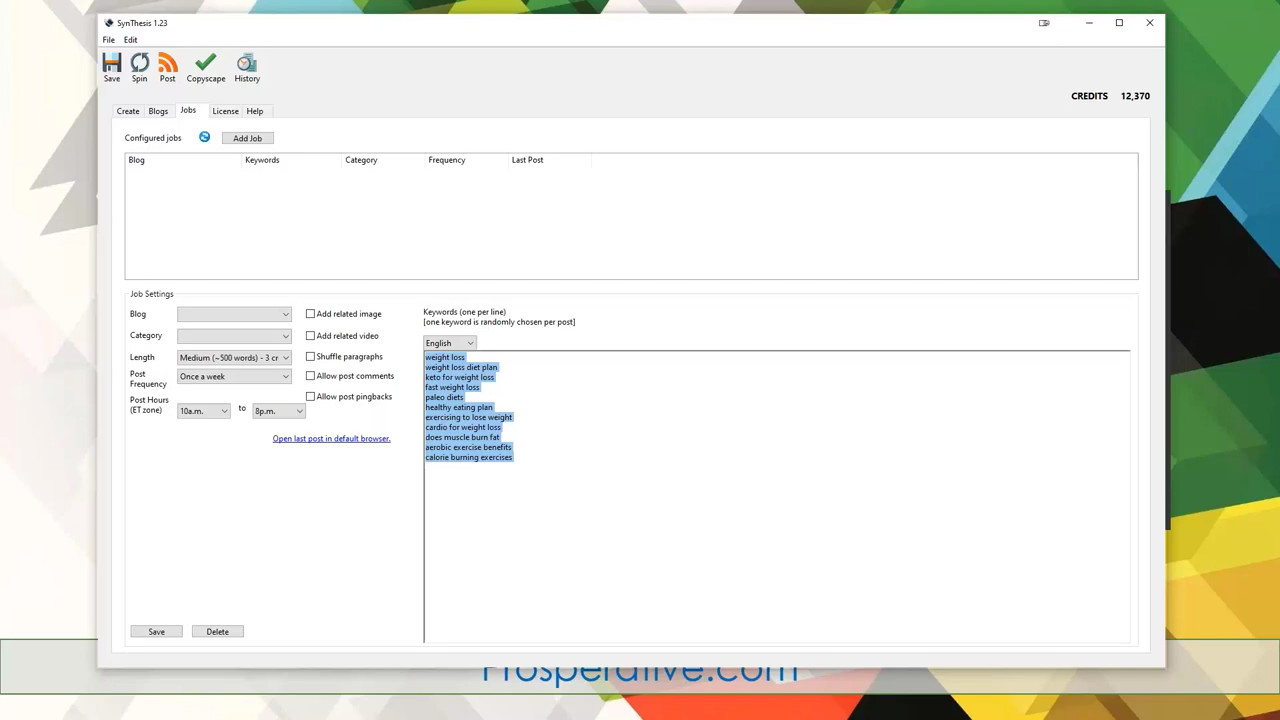 SynThesis 1.23
File Edit
Save Spin Post Copyscape History
CREDITS 12,370
Create Blogs Jobs License Help
Configured jobs Add Job
Blog Keywords Category Frequency Last Post
Job Settings
Blog
Category
Length Medium (~500 words) - 3 cr
Post Frequency Once a week
Post Hours (ET zone) 10a.m. to 8p.m.
Add related image
Add related video
Shuffle paragraphs
Allow post comments
Allow post pingbacks
Open last post in default browser.
Keywords (one per line)
[one keyword is randomly chosen per post]
English
weight loss
weight loss diet plan
keto for weight loss
fast weight loss
paleo diets
healthy eating plan
exercising to lose weight
cardio for weight loss
does muscle burn fat
aerobic exercise benefits
calorie burning exercises
Save Delete
Prosperative.com